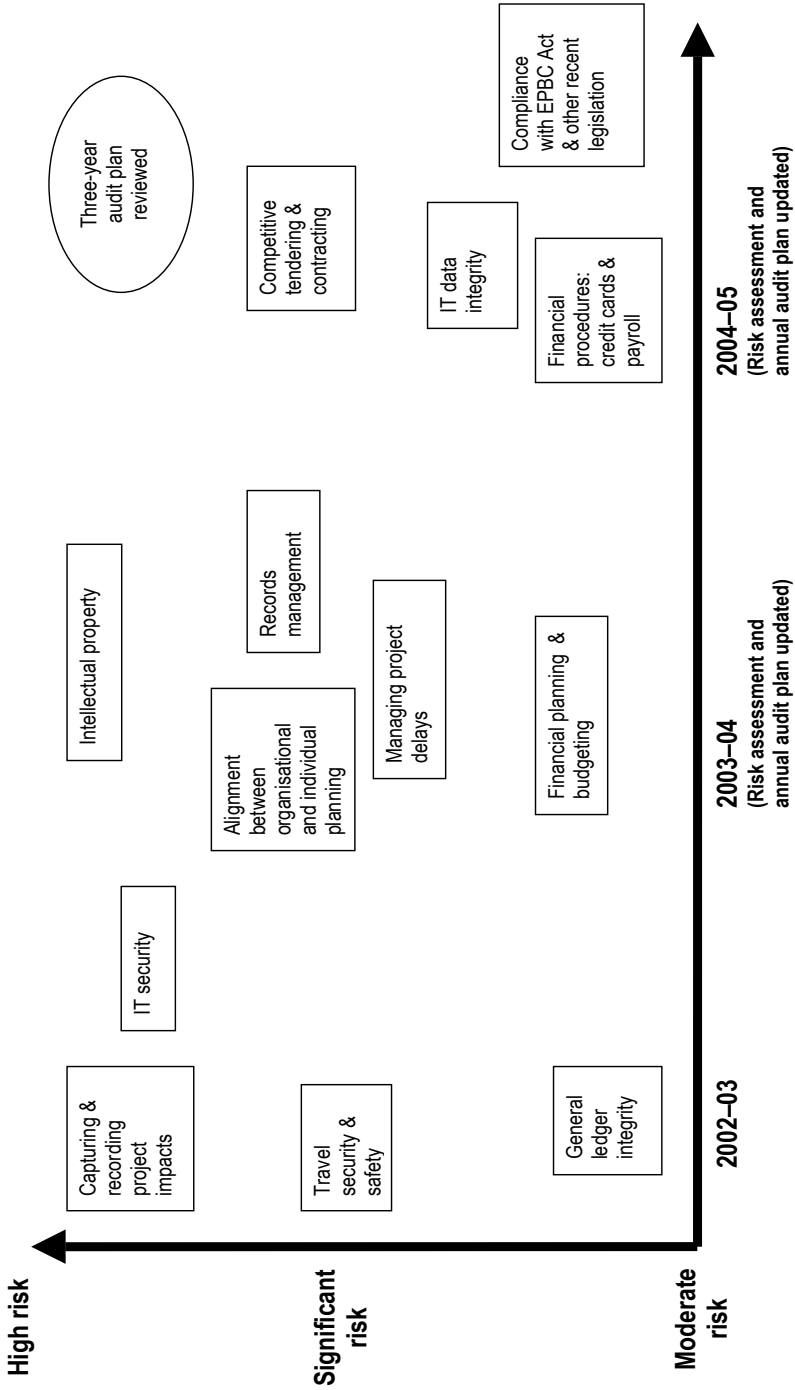 High risk
Significant
risk
Moderate
risk
Capturing &
recording
project
impacts
IT security
Intellectual property
Three-year
audit plan
reviewed
Travel
security &
safety
Alignment
between
organisational
and individual
planning
Records
management
Competitive
tendering &
contracting
Managing project
delays
IT data
integrity
General
ledger
integrity
Financial planning &
budgeting
Financial
procedures:
credit cards &
payroll
Compliance
with EPBC Act
& other recent
legislation
2002–03
2003–04
(Risk assessment and
annual audit plan updated)
2004–05
(Risk assessment and
annual audit plan updated)